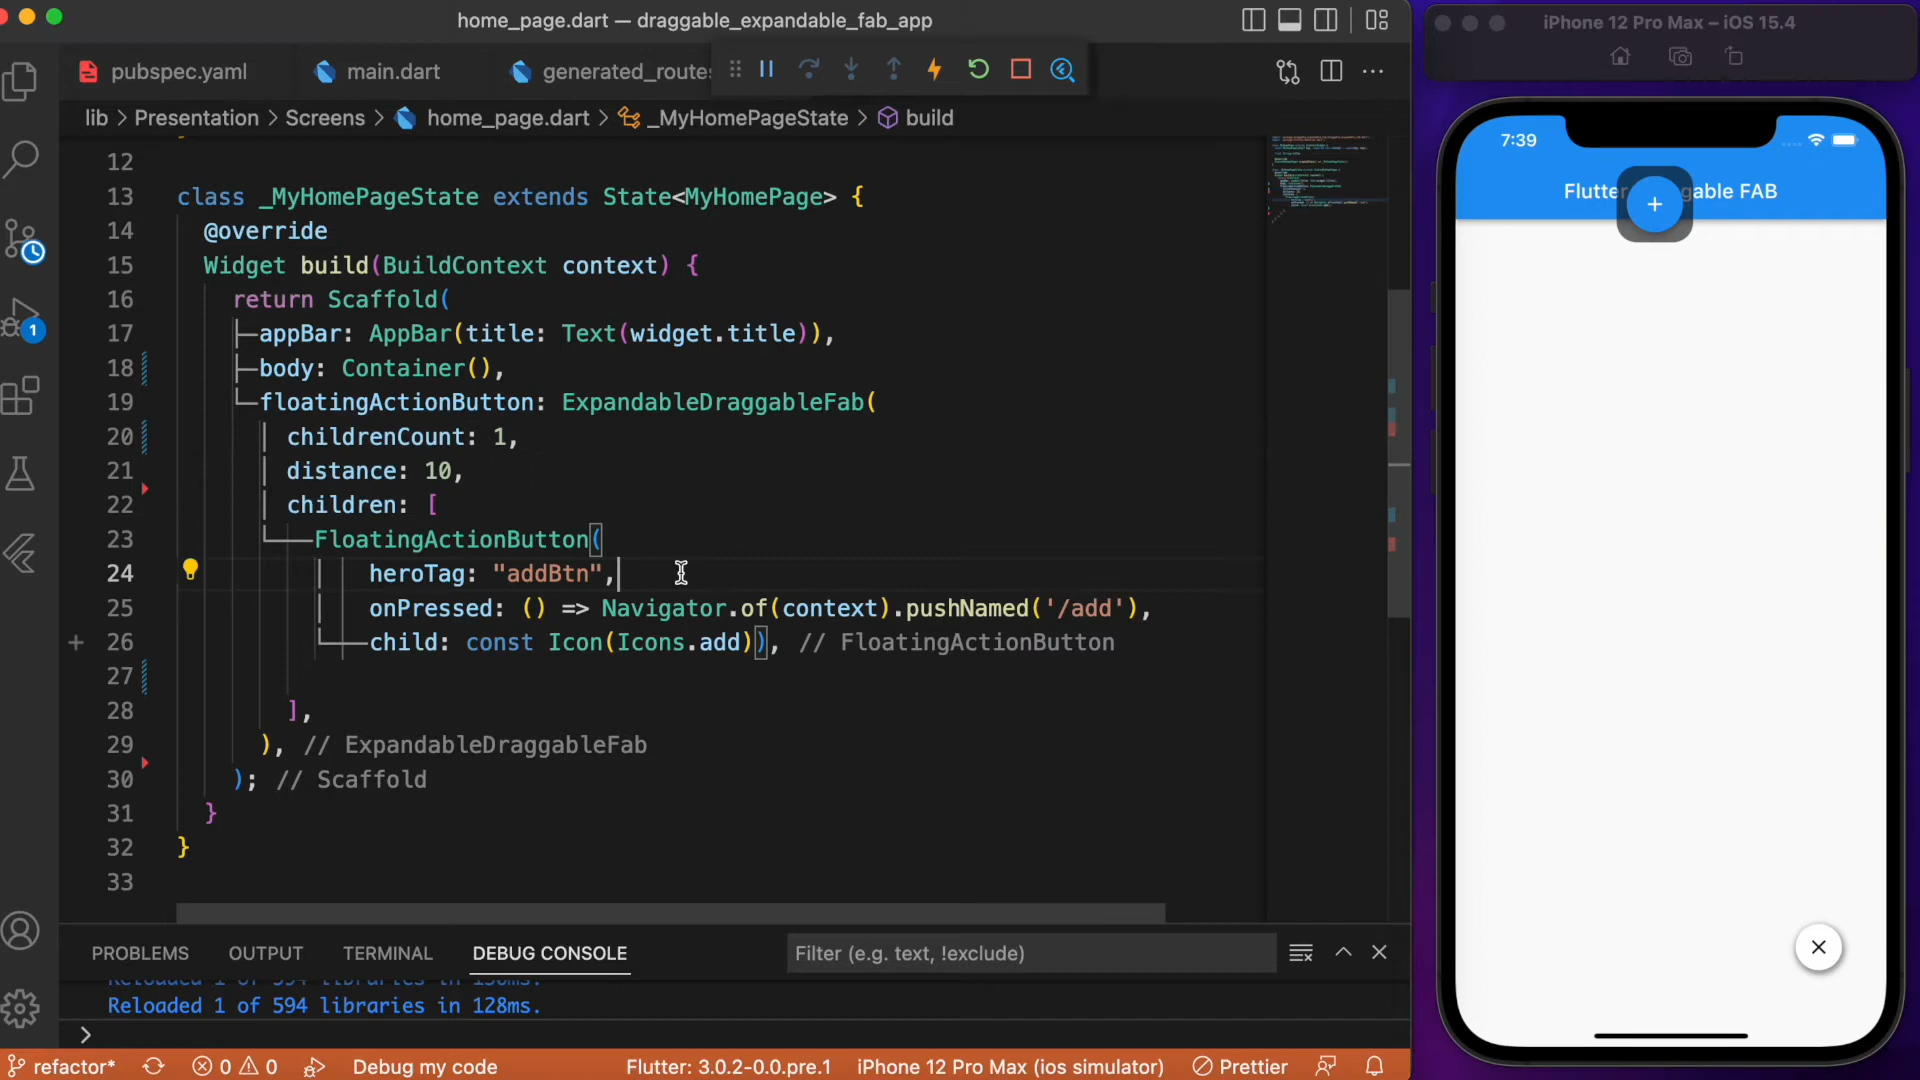 home_page.dart — draggable_expandable_fab_app
pubspec.yaml
main.dart
generated_routes
lib > Presentation > Screens > home_page.dart > _MyHomePageState > build
12
13 class _MyHomePageState extends State<MyHomePage> {
14 @override
15 Widget build(BuildContext context) {
16 return Scaffold(
17 appBar: AppBar(title: Text(widget.title)),
18 body: Container(),
19 floatingActionButton: ExpandableDraggableFab(
20 childrenCount: 1,
21 distance: 10,
22 children: [
23 FloatingActionButton(
24 heroTag: "addBtn",
25 onPressed: () => Navigator.of(context).pushNamed('/add'),
26 child: const Icon(Icons.add)), // FloatingActionButton
27
28 ],
29 ), // ExpandableDraggableFab
30 ); // Scaffold
31 }
32 }
33
1
PROBLEMS OUTPUT TERMINAL DEBUG CONSOLE
Filter (e.g. text, !exclude)
Reloaded 1 of 594 libraries in 128ms.
refactor* 0 0 Debug my code Flutter: 3.0.2-0.0.pre.1 iPhone 12 Pro Max (ios simulator) Prettier
iPhone 12 Pro Max – iOS 15.4
7:39
Flutter gable FAB